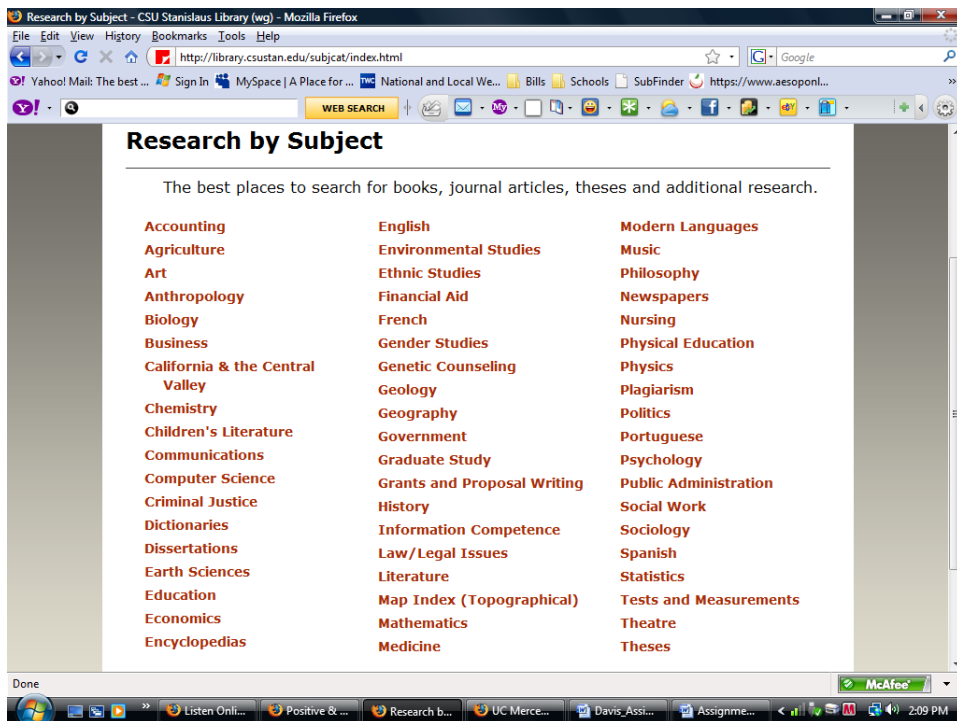 Research by Subject - CSU Stanislaus Library (wg) - Mozilla Firefox
File Edit View History Bookmarks Tools Help
http://library.csustan.edu/subjcat/index.html
Google
Yahoo! Mail: The best ... Sign In MySpace | A Place for ... TWC National and Local We... Bills Schools SubFinder https://www.aesoponl... »
Y! WEB SEARCH My eBY
Research by Subject
The best places to search for books, journal articles, theses and additional research.
Accounting
Agriculture
Art
Anthropology
Biology
Business
California & the Central
Valley
Chemistry
Children's Literature
Communications
Computer Science
Criminal Justice
Dictionaries
Dissertations
Earth Sciences
Education
Economics
Encyclopedias
English
Environmental Studies
Ethnic Studies
Financial Aid
French
Gender Studies
Genetic Counseling
Geology
Geography
Government
Graduate Study
Grants and Proposal Writing
History
Information Competence
Law/Legal Issues
Literature
Map Index (Topographical)
Mathematics
Medicine
Modern Languages
Music
Philosophy
Newspapers
Nursing
Physical Education
Physics
Plagiarism
Politics
Portuguese
Psychology
Public Administration
Social Work
Sociology
Spanish
Statistics
Tests and Measurements
Theatre
Theses
Done
McAfee
» Listen Onli... Positive & ... Research b... UC Merce... Davis_Assi... Assignme... 2:09 PM